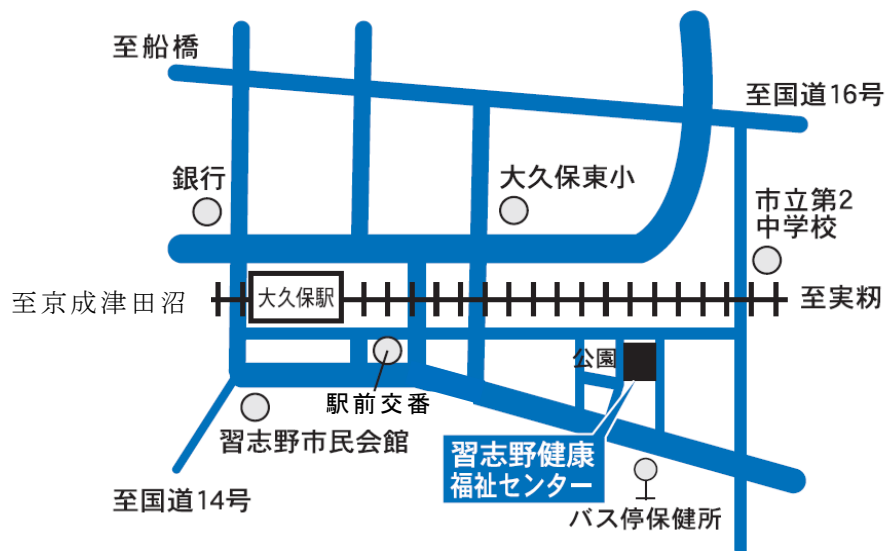 至船橋
至国道16号
銀行
大久保東小
市立第2
中学校
至京成津田沼
大久保駅
至実籾
公園
駅前交番
習志野市民会館
習志野健康
福祉センター
至国道14号
バス停保健所